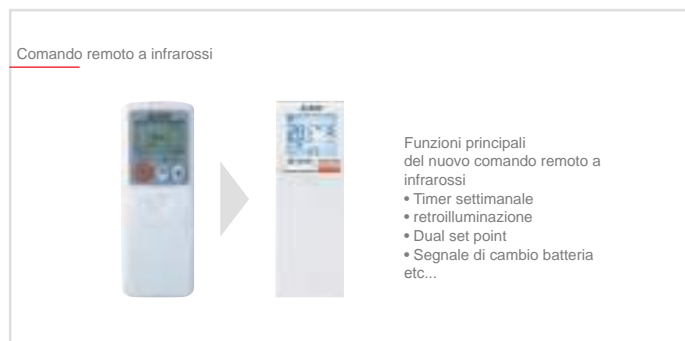 Comando remoto a infrarossi
Funzioni principali
del nuovo comando remoto a
infrarossi
• Timer settimanale
• retroilluminazione
• Dual set point
• Segnale di cambio batteria
etc...